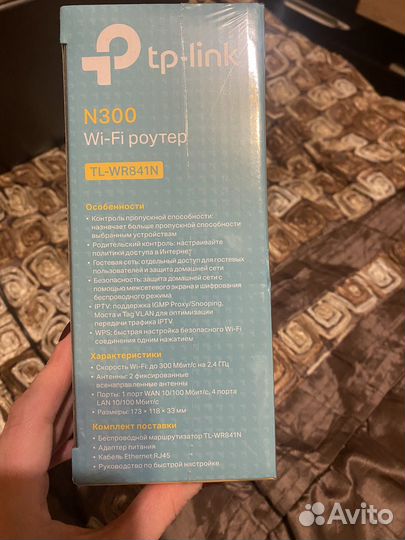 tp-link
N300
Wi-Fi роутер
TL-WR841N
Особенности
• Контроль пропускной способности:
назначает больше пропускной способности
выбранным устройствам
• Родительский контроль: настраивайте
политики доступа в Интернет
• Гостевая сеть: отдельный доступ для гостевых
пользователей и защита домашней сети
• Безопасность: защита домашней сети с
помощью межсетевого экрана и шифрования
беспроводного режима
• IPTV: поддержка IGMP Proxy/Snooping,
Моста и Tag VLAN для оптимизации
передачи трафика IPTV
• WPS: быстрая настройка безопасного Wi-Fi
соединения одним нажатием
Характеристики
• Скорость Wi-Fi: до 300 Мбит/с на 2,4 ГГц
• Антенны: 2 фиксированные
всенаправленные антенны
• Порты: 1 порт WAN 10/100 Мбит/с, 4 порта
LAN 10/100 Мбит/с
• Размеры: 173 × 118 × 33 мм
Комплект поставки
• Беспроводной маршрутизатор TL-WR841N
• Адаптер питания
• Кабель Ethernet RJ45
• Руководство по быстрой настройке
Avito